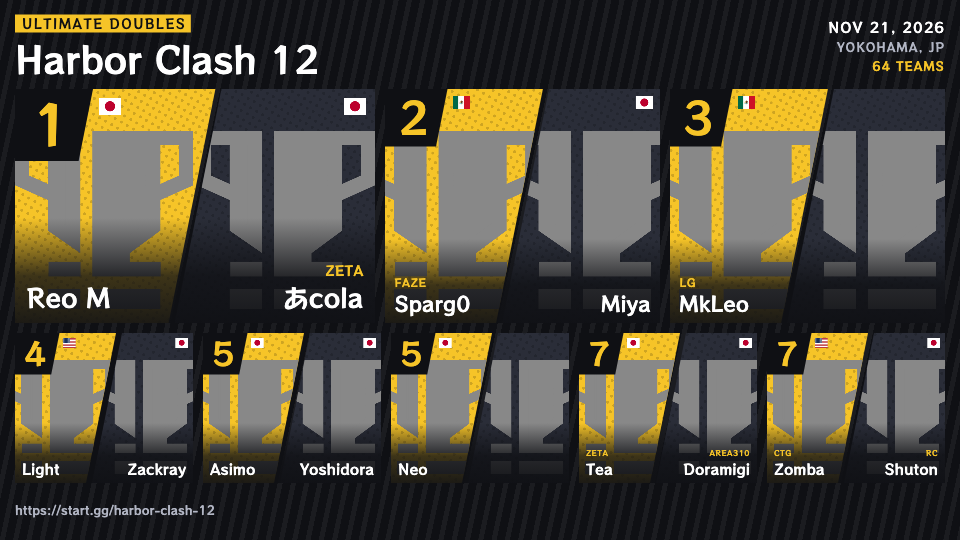 ULTIMATE DOUBLES
Harbor Clash 12
NOV 21, 2026
YOKOHAMA, JP
64 TEAMS
1
Reo M
ZETA
あcola
2
FAZE
Sparg0
Miya
3
LG
MkLeo
4
Light
Zackray
5
Asimo
Yoshidora
5
Neo
7
ZETA
Tea
AREA310
Doramigi
7
CTG
Zomba
RC
Shuton
https://start.gg/harbor-clash-12